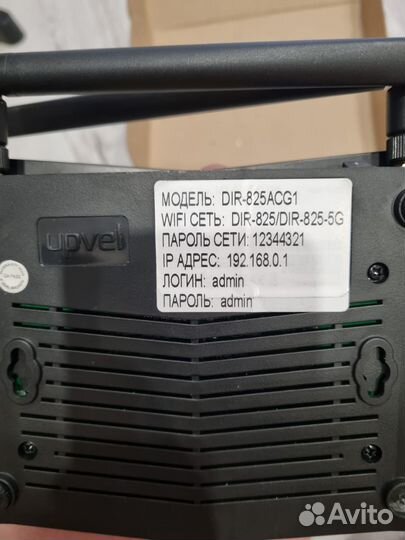 МОДЕЛЬ: DIR-825ACG1
WIFI СЕТЬ: DIR-825/DIR-825-5G
ПАРОЛЬ СЕТИ: 12344321
IP АДРЕС: 192.168.0.1
ЛОГИН: admin
ПАРОЛЬ: admin
upvel
Avito